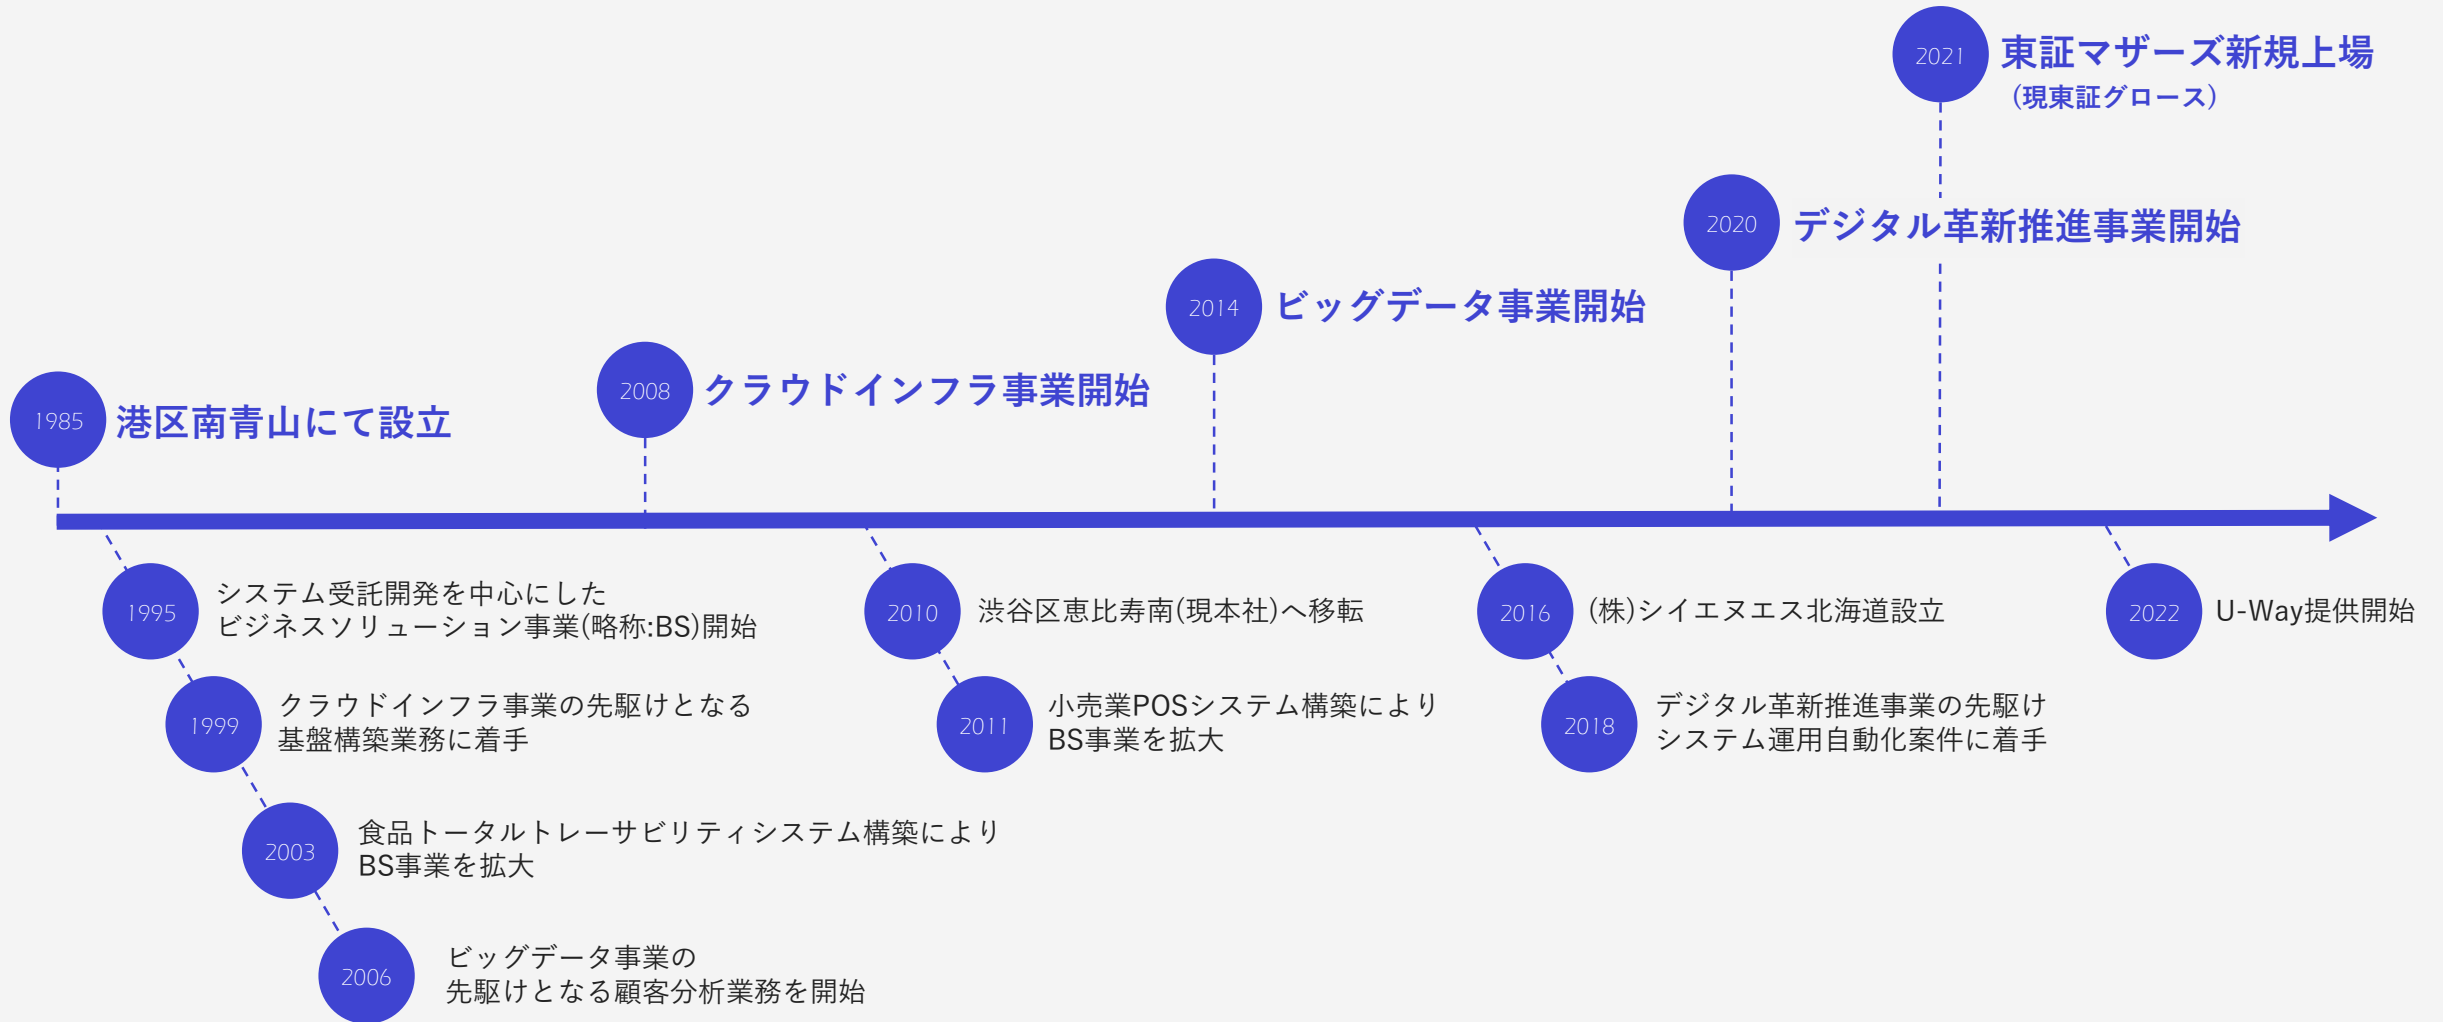 2021
東証マザーズ新規上場
(現東証グロース)
2020
デジタル革新推進事業開始
2014
ビッグデータ事業開始
2008
クラウドインフラ事業開始
1985
港区南青山にて設立
1995
システム受託開発を中心にした
ビジネスソリューション事業(略称:BS)開始
1999
クラウドインフラ事業の先駆けとなる
基盤構築業務に着手
2003
食品トータルトレーサビリティシステム構築により
BS事業を拡大
2006
ビッグデータ事業の
先駆けとなる顧客分析業務を開始
2010
渋谷区恵比寿南(現本社)へ移転
2011
小売業POSシステム構築により
BS事業を拡大
2016
(株)シイエヌエス北海道設立
2018
デジタル革新推進事業の先駆け
システム運用自動化案件に着手
2022
U-Way提供開始